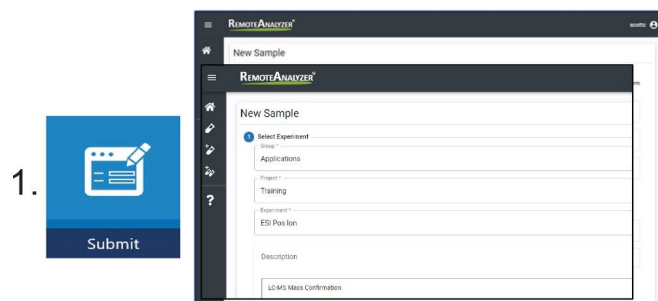 REMOTEANALYZER®
scotts
New Sample
REMOTEANALYZER®
New Sample
1 Select Experiment
Group *
Applications
Project *
Training
?
Experiment *
ESI Pos Ion
Description
LC-MS Mass Confirmation
1.
Submit